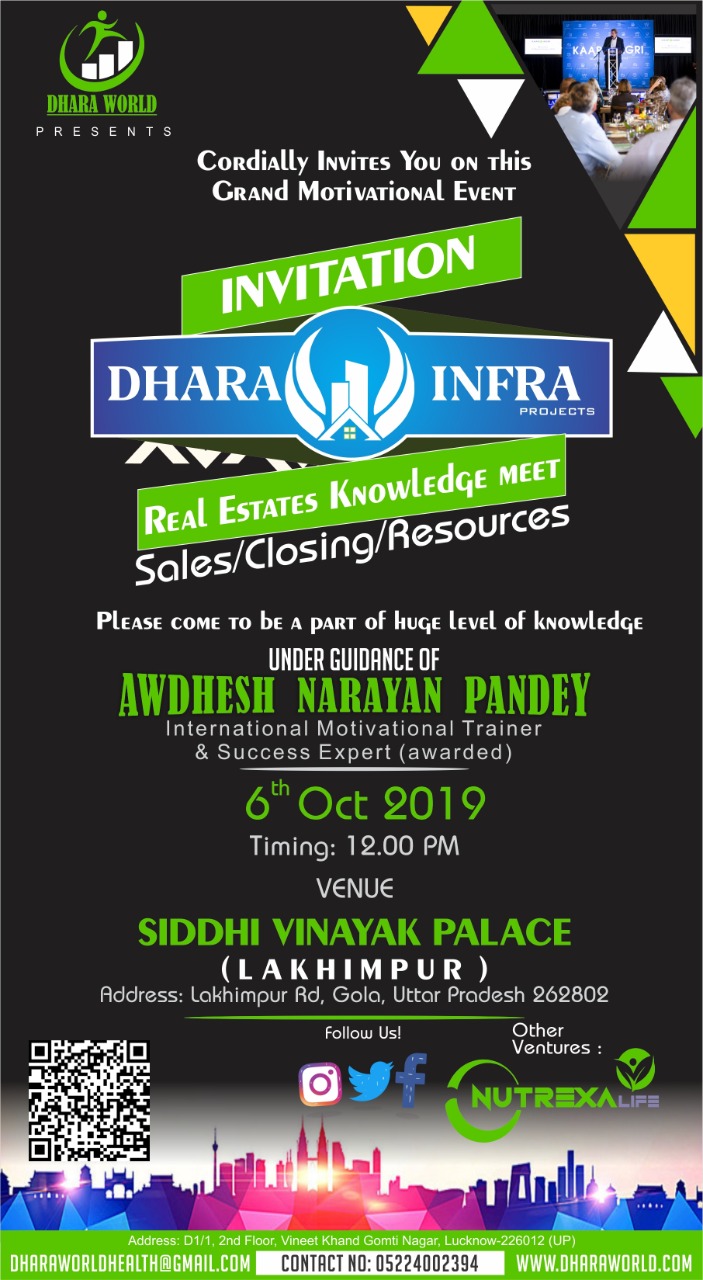 DHARA WORLD
PRESENTS
Cordially Invites You on this
Grand Motivational Event
INVITATION
DHARA INFRA
PROJECTS
Real Estates Knowledge MEET
Sales/Closing/Resources
Please come to be a part of huge level of knowledge
UNDER GUIDANCE OF
AWDHESH NARAYAN PANDEY
International Motivational Trainer
& Success Expert (awarded)
6th Oct 2019
Timing: 12.00 PM
VENUE
SIDDHI VINAYAK PALACE
(LAKHIMPUR)
Address: Lakhimpur Rd, Gola, Uttar Pradesh 262802
Follow Us!
Other
Ventures :
NUTREXA LIFE
Address: D1/1, 2nd Floor, Vineet Khand Gomti Nagar, Lucknow-226012 (UP)
DHARAWORLDHEALTH@GMAIL.COM CONTACT NO: 05224002394 WWW.DHARAWORLD.COM